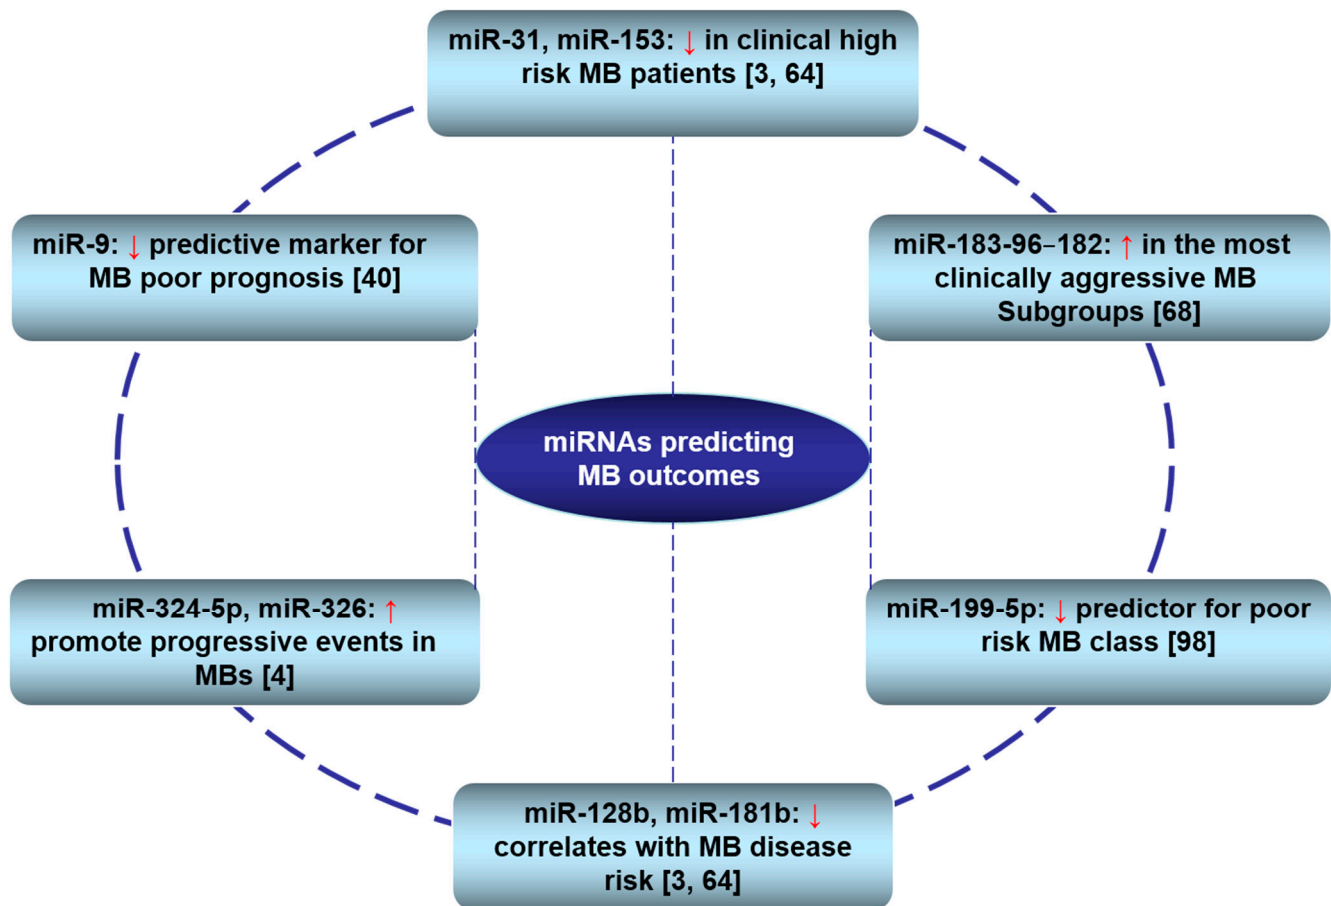 miR-31, miR-153: ↓ in clinical high
risk MB patients [3, 64]
miR-9: ↓ predictive marker for
MB poor prognosis [40]
miR-183-96–182: ↑ in the most
clinically aggressive MB
Subgroups [68]
miRNAs predicting
MB outcomes
miR-324-5p, miR-326: ↑
promote progressive events in
MBs [4]
miR-199-5p: ↓ predictor for poor
risk MB class [98]
miR-128b, miR-181b: ↓
correlates with MB disease
risk [3, 64]